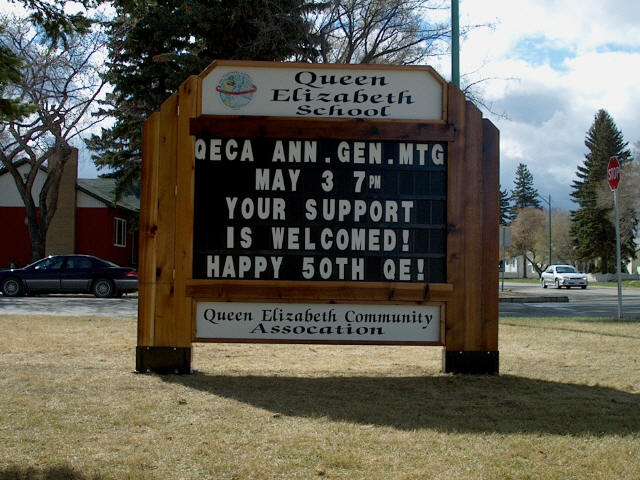 Queen
Elizabeth
School
QECA ANN.GEN.MTG
MAY 3 7PM
YOUR SUPPORT
IS WELCOMED!
HAPPY 50TH QE!
Queen Elizabeth Community
Assocation
STOP